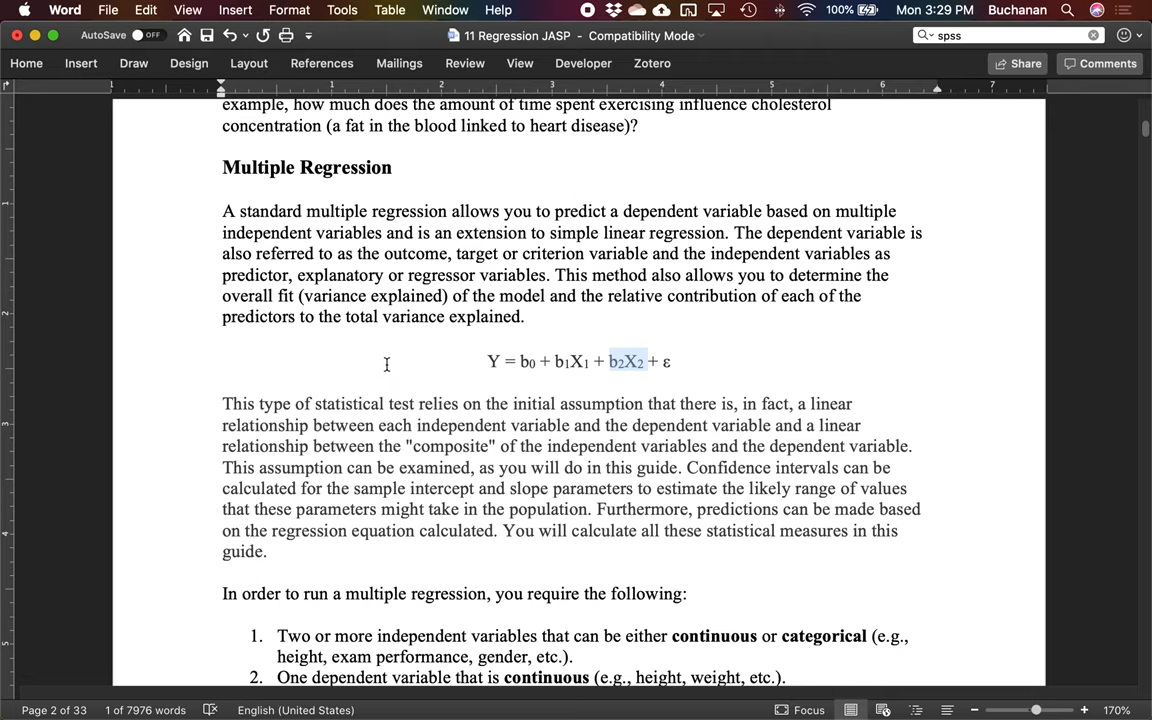 Word File Edit View Insert Format Tools Table Window Help 100% Mon 3:29 PM Buchanan
AutoSave OFF 11 Regression JASP - Compatibility Mode spss
Home Insert Draw Design Layout References Mailings Review View Developer Zotero Share Comments
1 1 2 3 4 5 6 7
example, how much does the amount of time spent exercising influence cholesterol
concentration (a fat in the blood linked to heart disease)?
Multiple Regression
A standard multiple regression allows you to predict a dependent variable based on multiple
independent variables and is an extension to simple linear regression. The dependent variable is
also referred to as the outcome, target or criterion variable and the independent variables as
predictor, explanatory or regressor variables. This method also allows you to determine the
overall fit (variance explained) of the model and the relative contribution of each of the
predictors to the total variance explained.
Y = b0 + b1X1 + b2X2 + ε
This type of statistical test relies on the initial assumption that there is, in fact, a linear
relationship between each independent variable and the dependent variable and a linear
relationship between the "composite" of the independent variables and the dependent variable.
This assumption can be examined, as you will do in this guide. Confidence intervals can be
calculated for the sample intercept and slope parameters to estimate the likely range of values
that these parameters might take in the population. Furthermore, predictions can be made based
on the regression equation calculated. You will calculate all these statistical measures in this
guide.
In order to run a multiple regression, you require the following:
1. Two or more independent variables that can be either continuous or categorical (e.g.,
height, exam performance, gender, etc.).
2. One dependent variable that is continuous (e.g., height, weight, etc.).
1
2
3
4
5
Page 2 of 33 1 of 7976 words English (United States) Focus 170%